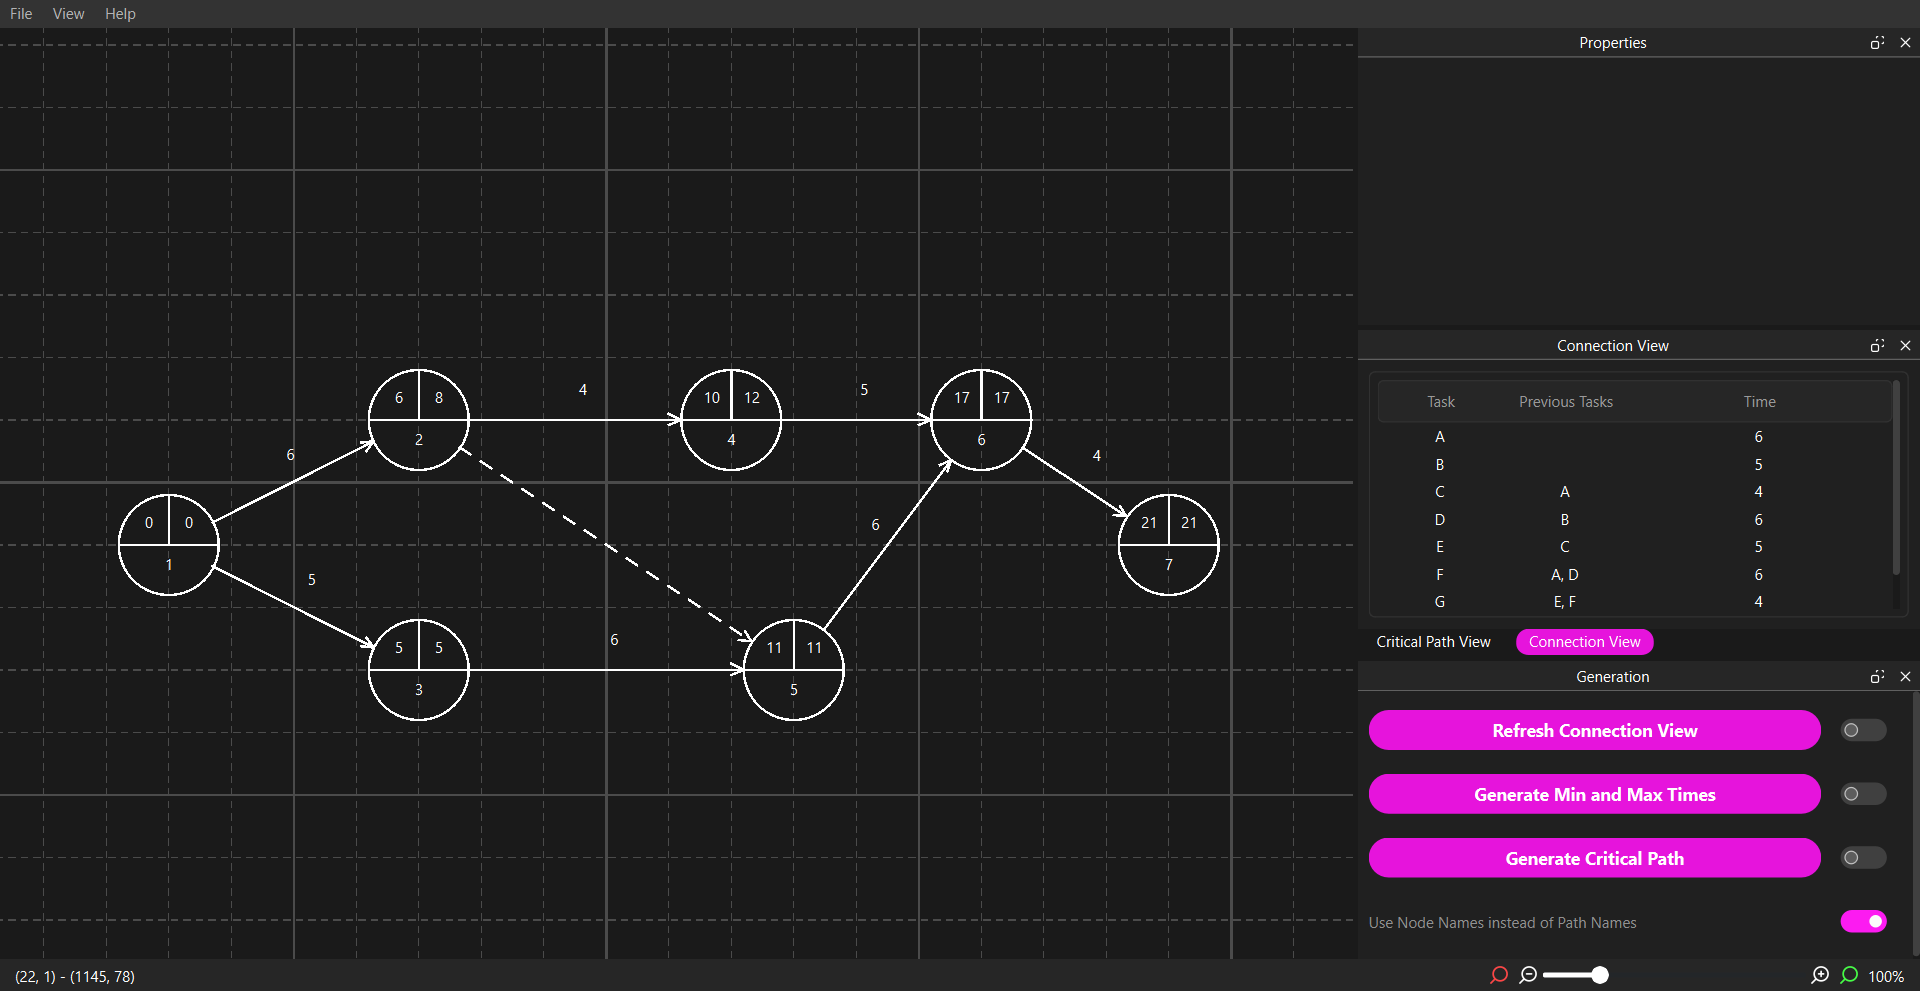 File View Help
Properties
Connection View
Task Previous Tasks Time
A 6
B 5
C A 4
D B 6
E C 5
F A, D 6
G E, F 4
Critical Path View Connection View
Generation
Refresh Connection View
Generate Min and Max Times
Generate Critical Path
Use Node Names instead of Path Names
4 5
6 8 10 12 17 17
2 4 6
6 4
0 0 6 21 21
1 7
5
6
5 5 11 11
3 5
(22, 1) - (1145, 78) 100%